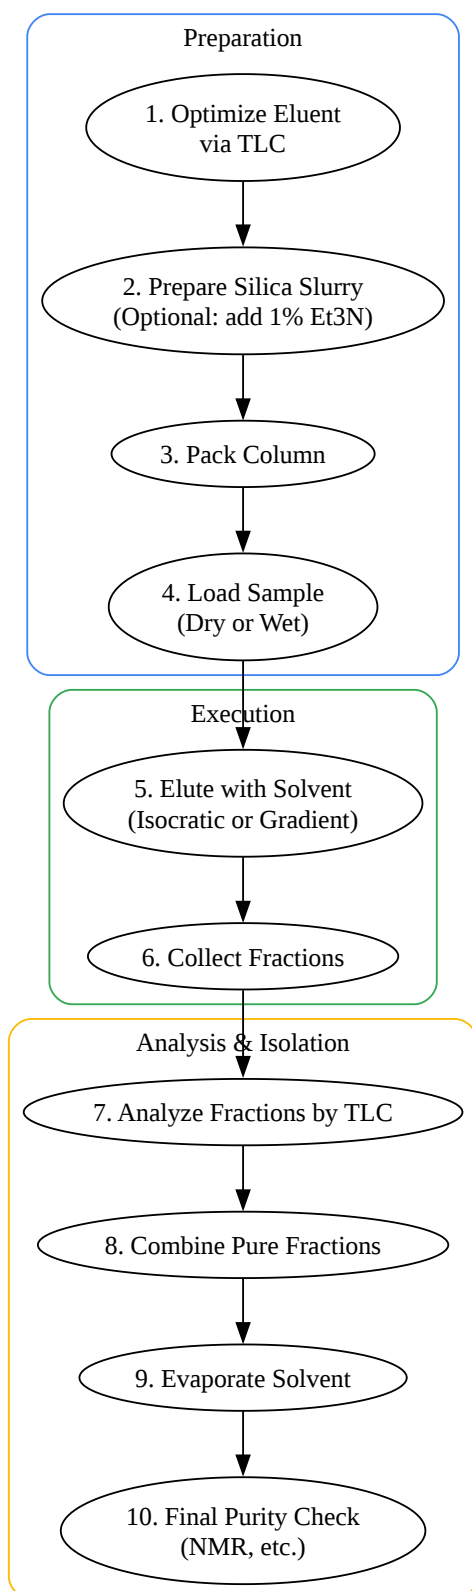 Preparation
1. Optimize Eluent
via TLC
2. Prepare Silica Slurry
(Optional: add 1% Et3N)
3. Pack Column
4. Load Sample
(Dry or Wet)
Execution
5. Elute with Solvent
(Isocratic or Gradient)
6. Collect Fractions
Analysis & Isolation
7. Analyze Fractions by TLC
8. Combine Pure Fractions
9. Evaporate Solvent
10. Final Purity Check
(NMR, etc.)